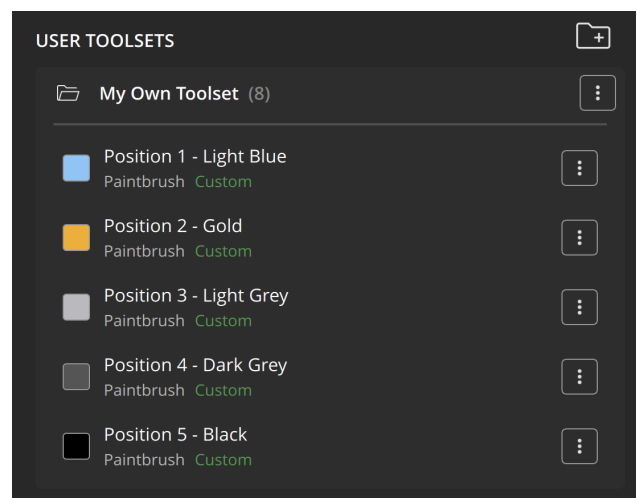 USER TOOLSETS
My Own Toolset (8)
Position 1 - Light Blue
Paintbrush Custom
Position 2 - Gold
Paintbrush Custom
Position 3 - Light Grey
Paintbrush Custom
Position 4 - Dark Grey
Paintbrush Custom
Position 5 - Black
Paintbrush Custom